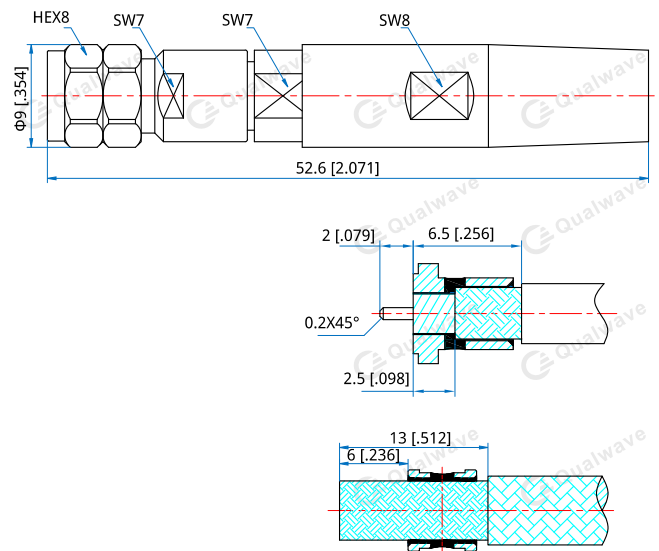 HEX8 SW7 SW7 SW8
Φ9 [.354]
52.6 [2.071]
2 [.079] 6.5 [.256]
0.2X45°
2.5 [.098]
13 [.512]
6 [.236]
Qualwave
Qualwave
Qualwave
Qualwave
Qualwave
Qualwave
Qualwave
Qualwave